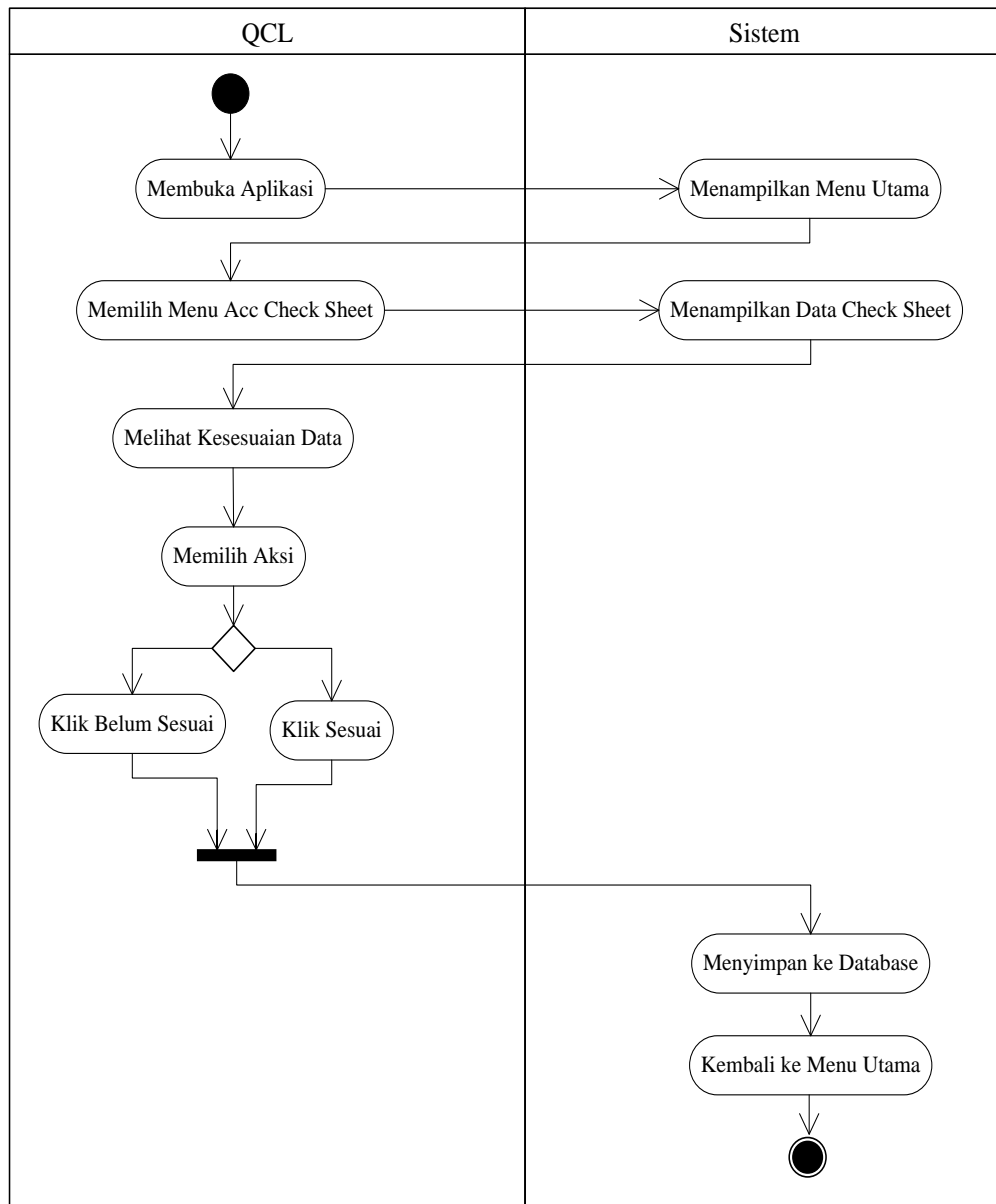 QCL
Sistem
Membuka Aplikasi
Menampilkan Menu Utama
Memilih Menu Acc Check Sheet
Menampilkan Data Check Sheet
Melihat Kesesuaian Data
Memilih Aksi
Klik Belum Sesuai
Klik Sesuai
Menyimpan ke Database
Kembali ke Menu Utama